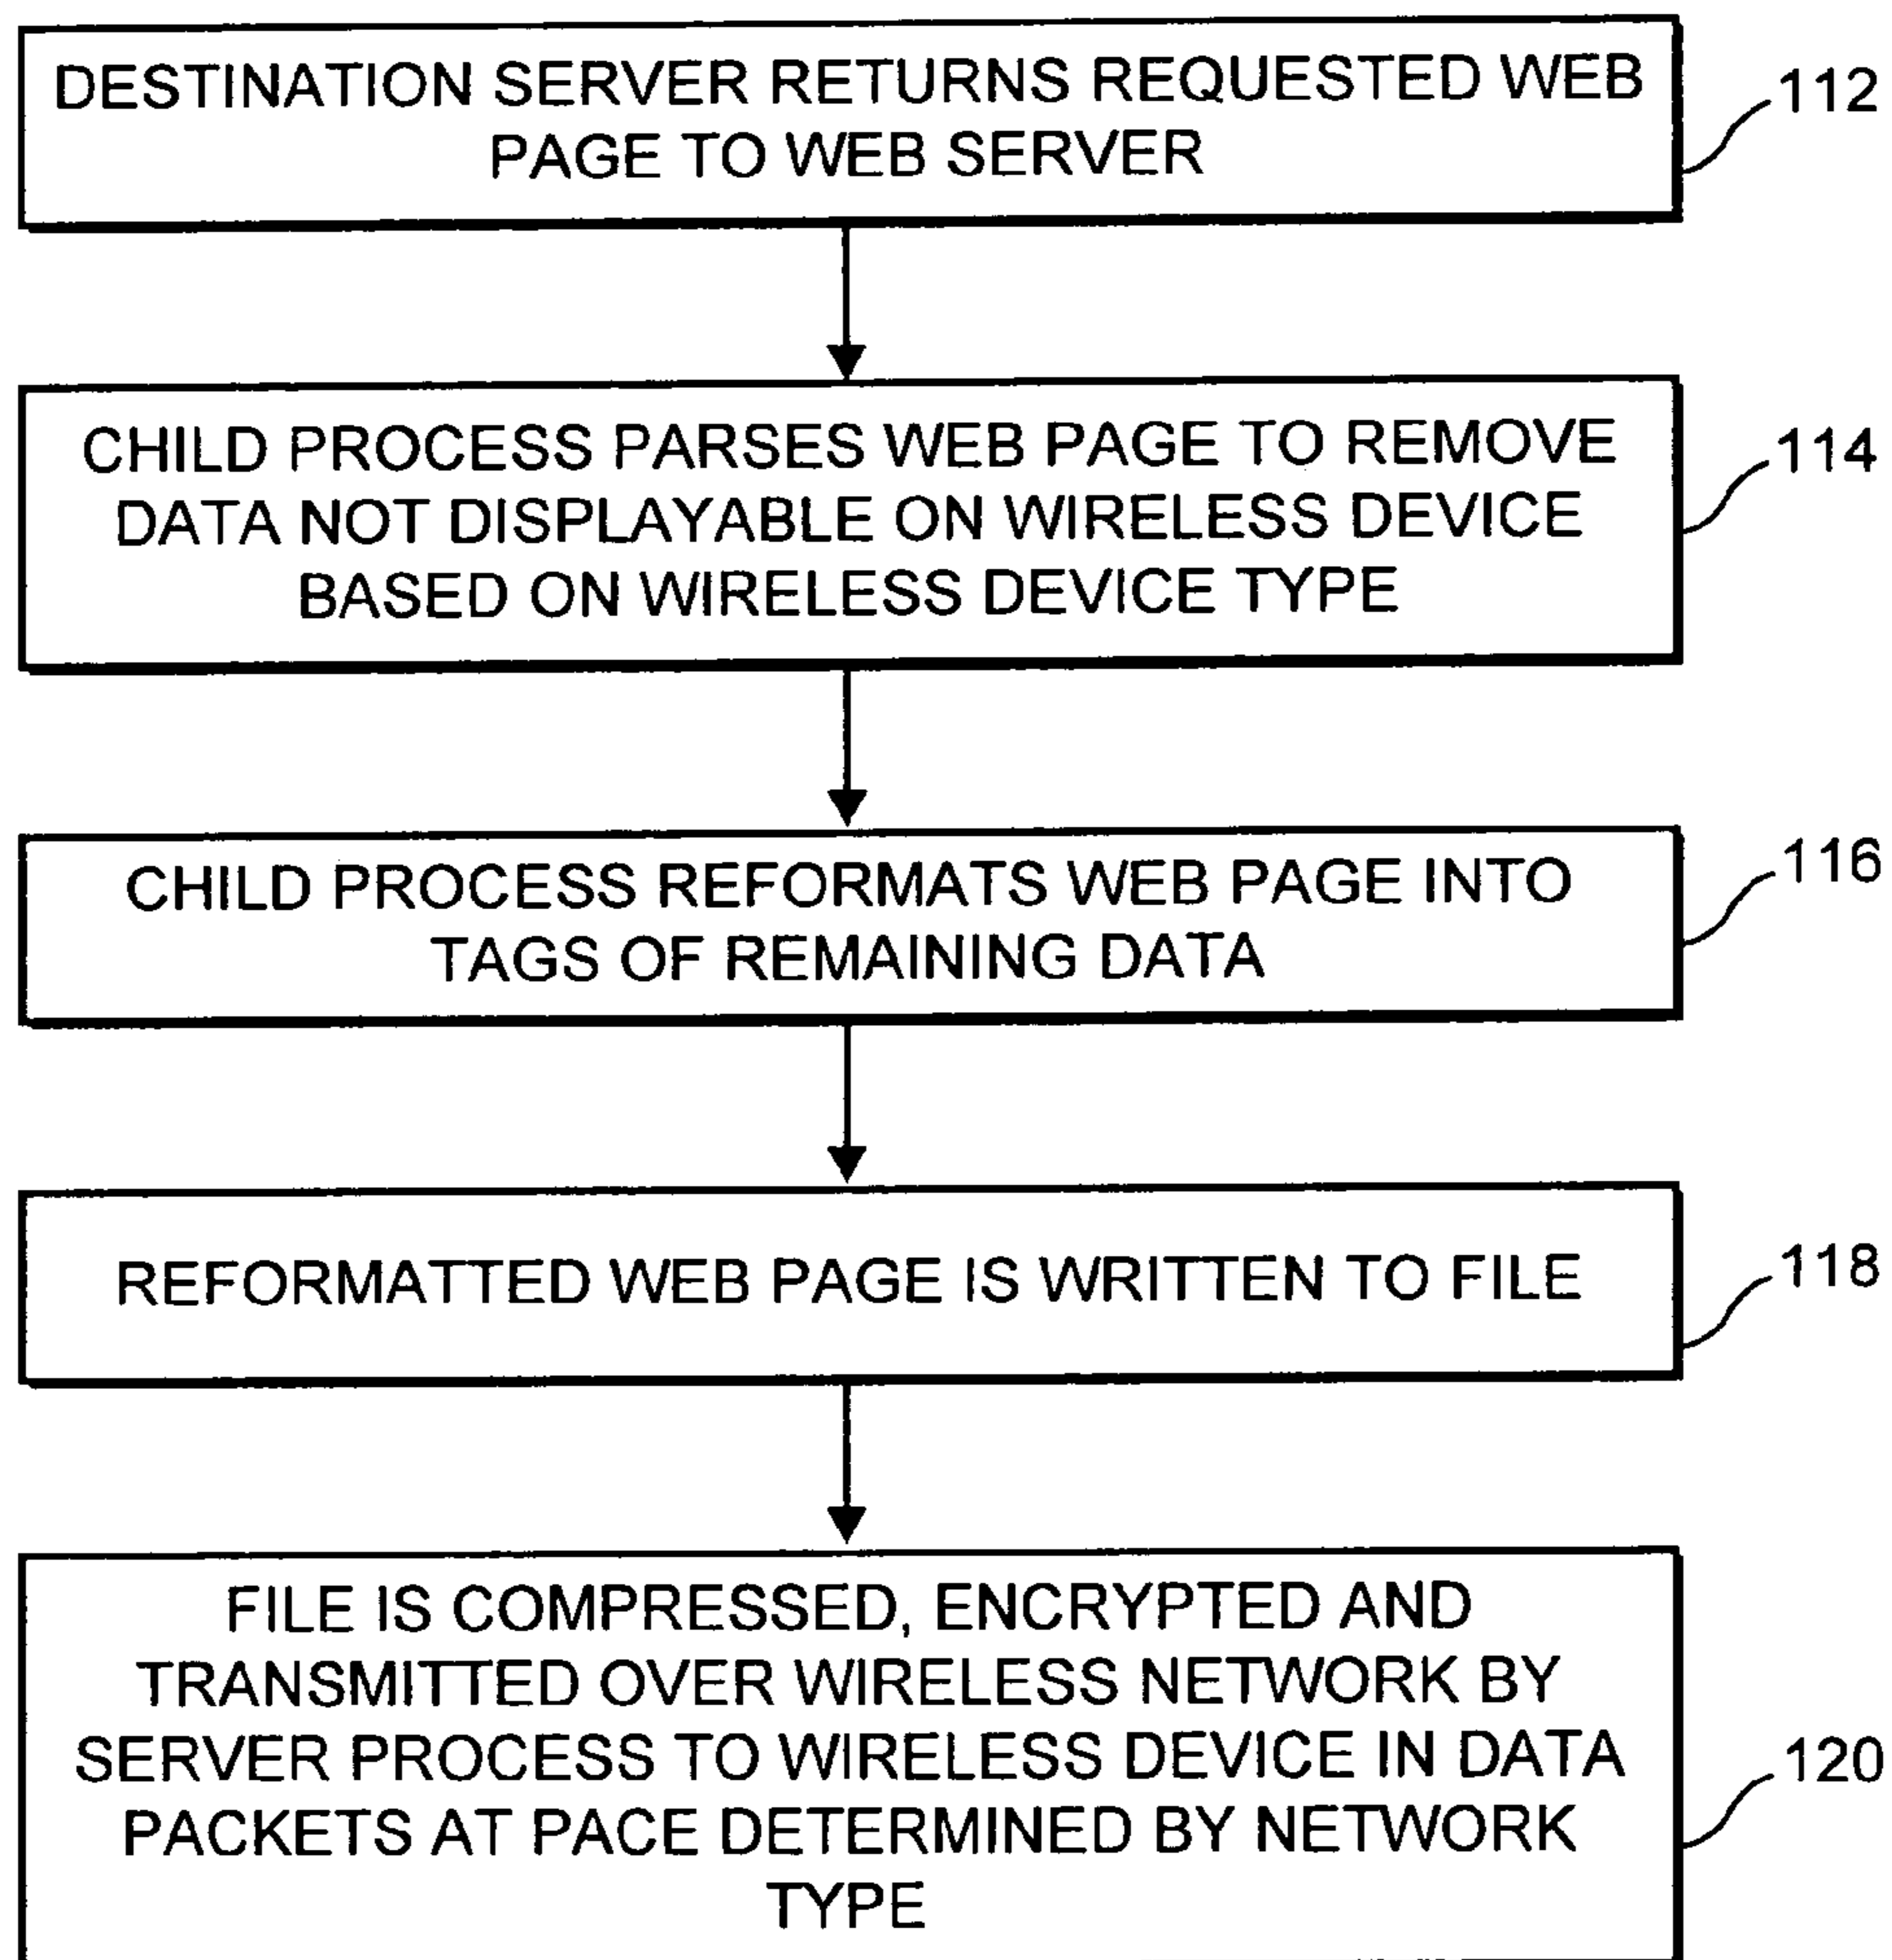 DESTINATION SERVER RETURNS REQUESTED WEB
PAGE TO WEB SERVER
112
CHILD PROCESS PARSES WEB PAGE TO REMOVE
DATA NOT DISPLAYABLE ON WIRELESS DEVICE
BASED ON WIRELESS DEVICE TYPE
114
CHILD PROCESS REFORMATS WEB PAGE INTO
TAGS OF REMAINING DATA
116
REFORMATTED WEB PAGE IS WRITTEN TO FILE
118
FILE IS COMPRESSED, ENCRYPTED AND
TRANSMITTED OVER WIRELESS NETWORK BY
SERVER PROCESS TO WIRELESS DEVICE IN DATA
PACKETS AT PACE DETERMINED BY NETWORK
TYPE
120